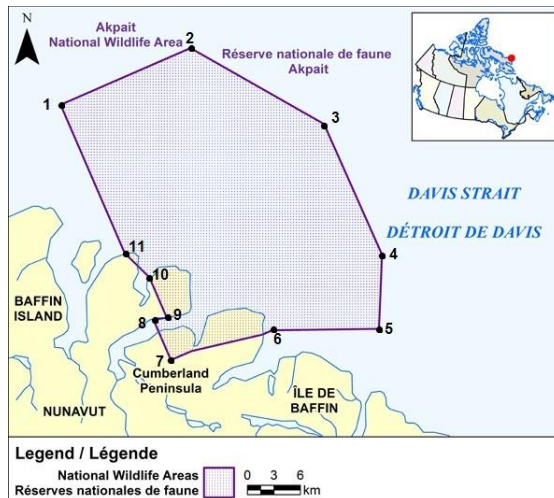 N
Akpait
National Wildlife Area
Réserve nationale de faune
Akpait
1
2
3
4
5
6
7
8
9
10
11
DAVIS STRAIT
DÉTROIT DE DAVIS
BAFFIN
ISLAND
Cumberland
Peninsula
NUNAVUT
ÎLE DE
BAFFIN
Legend / Légende
National Wildlife Areas
Réserves nationales de faune
0 3 6
km